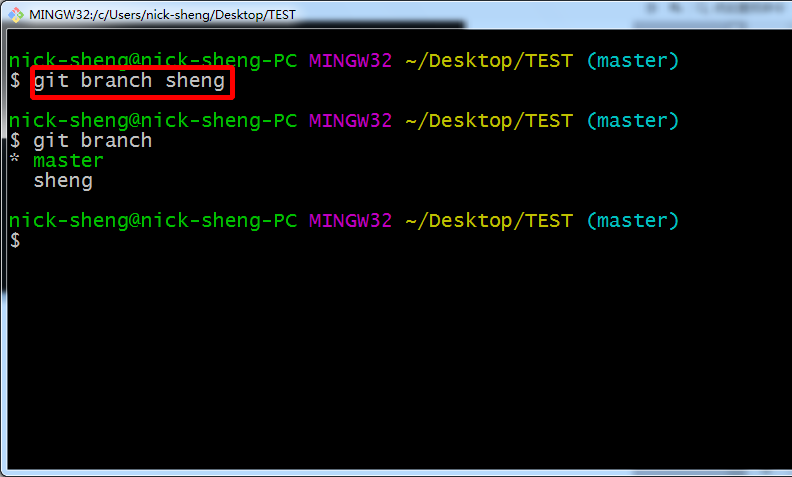 MINGW32:/c/Users/nick-sheng/Desktop/TEST
nick-sheng@nick-sheng-PC MINGW32 ~/Desktop/TEST (master)
$ git branch sheng
nick-sheng@nick-sheng-PC MINGW32 ~/Desktop/TEST (master)
$ git branch
* master
sheng
nick-sheng@nick-sheng-PC MINGW32 ~/Desktop/TEST (master)
$